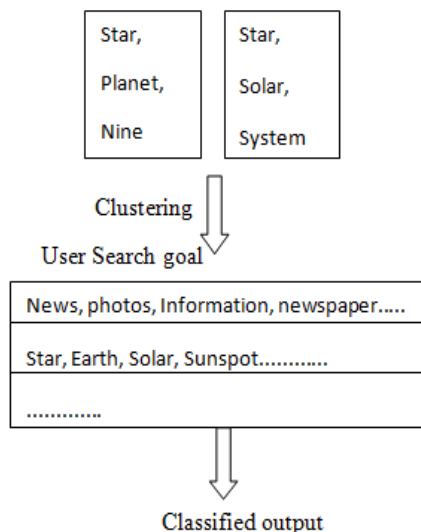 Star,
Planet,
Nine
Star,
Solar,
System
Clustering
User Search goal
News, photos, Information, newspaper.....
Star, Earth, Solar, Sunspot............
.............
Classified output